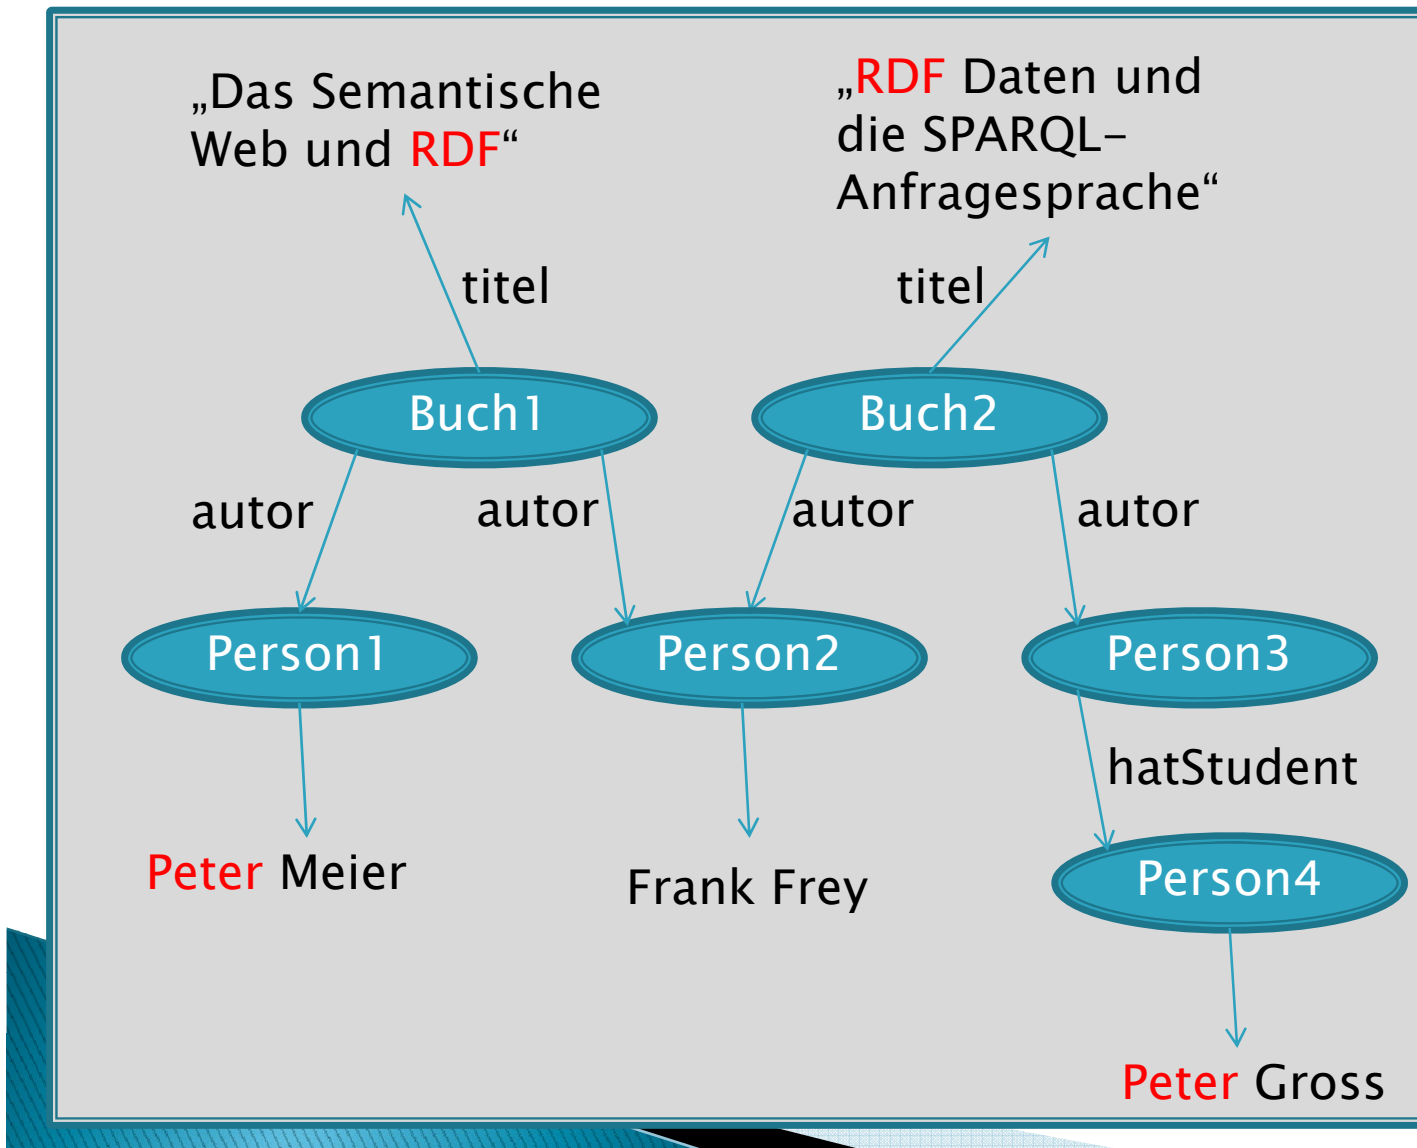 „Das Semantische
Web und RDF“
„RDF Daten und
die SPARQL-
Anfragesprache“
titel
titel
Buch1
Buch2
autor
autor
autor
autor
Person1
Person2
Person3
hatStudent
Peter Meier
Frank Frey
Person4
Peter Gross